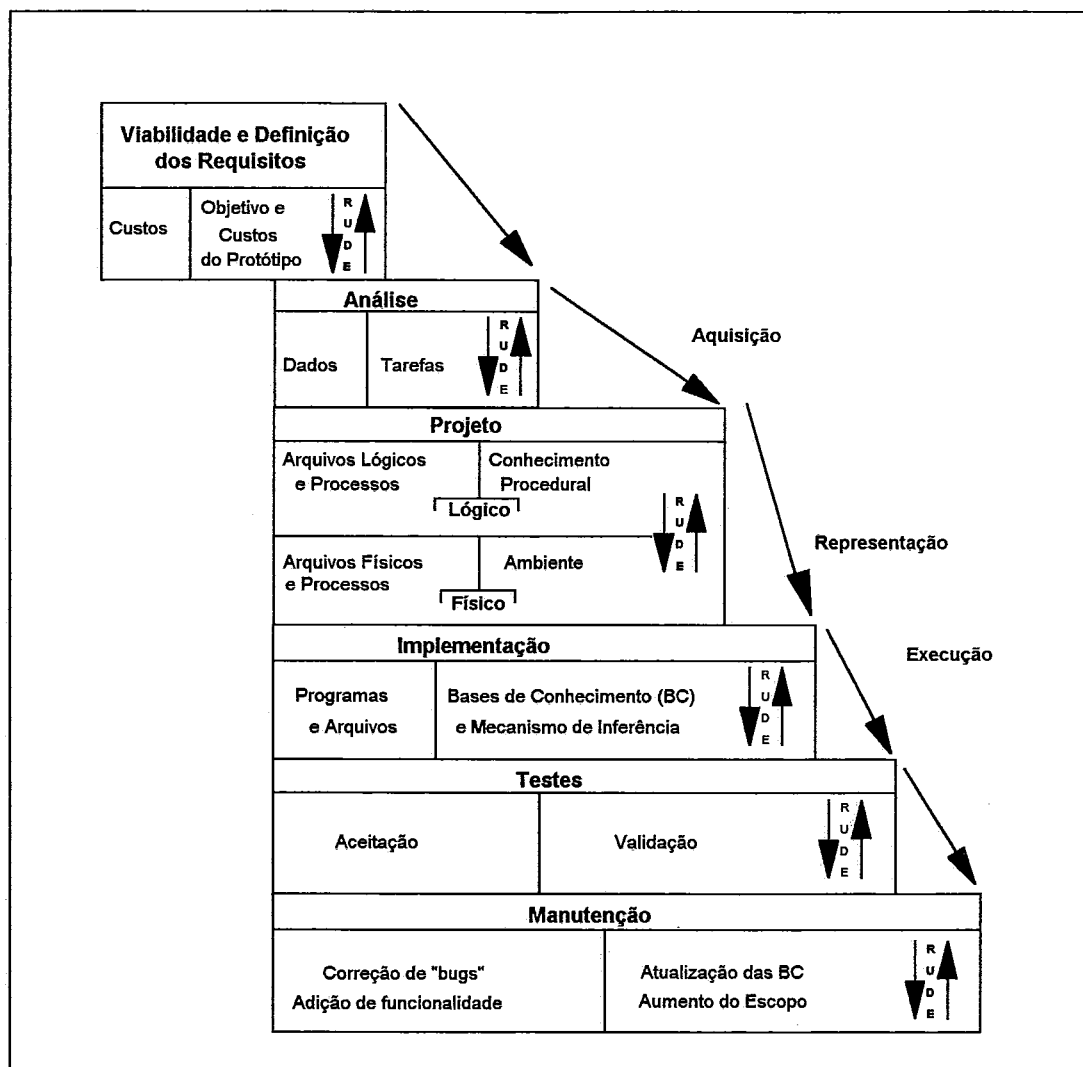 Viabilidade e Definição
dos Requisitos
Custos
Objetivo e
Custos
do Protótipo
R
U
D
E
Análise
Dados
Tarefas
R
U
D
E
Aquisição
Projeto
Arquivos Lógicos
e Processos
Conhecimento
Procedural
Lógico
Arquivos Físicos
e Processos
Ambiente
Físico
R
U
D
E
Representação
Implementação
Programas
e Arquivos
Bases de Conhecimento (BC)
e Mecanismo de Inferência
R
U
D
E
Execução
Testes
Aceitação
Validação
R
U
D
E
Manutenção
Correção de "bugs"
Adição de funcionalidade
Atualização das BC
Aumento do Escopo
R
U
D
E